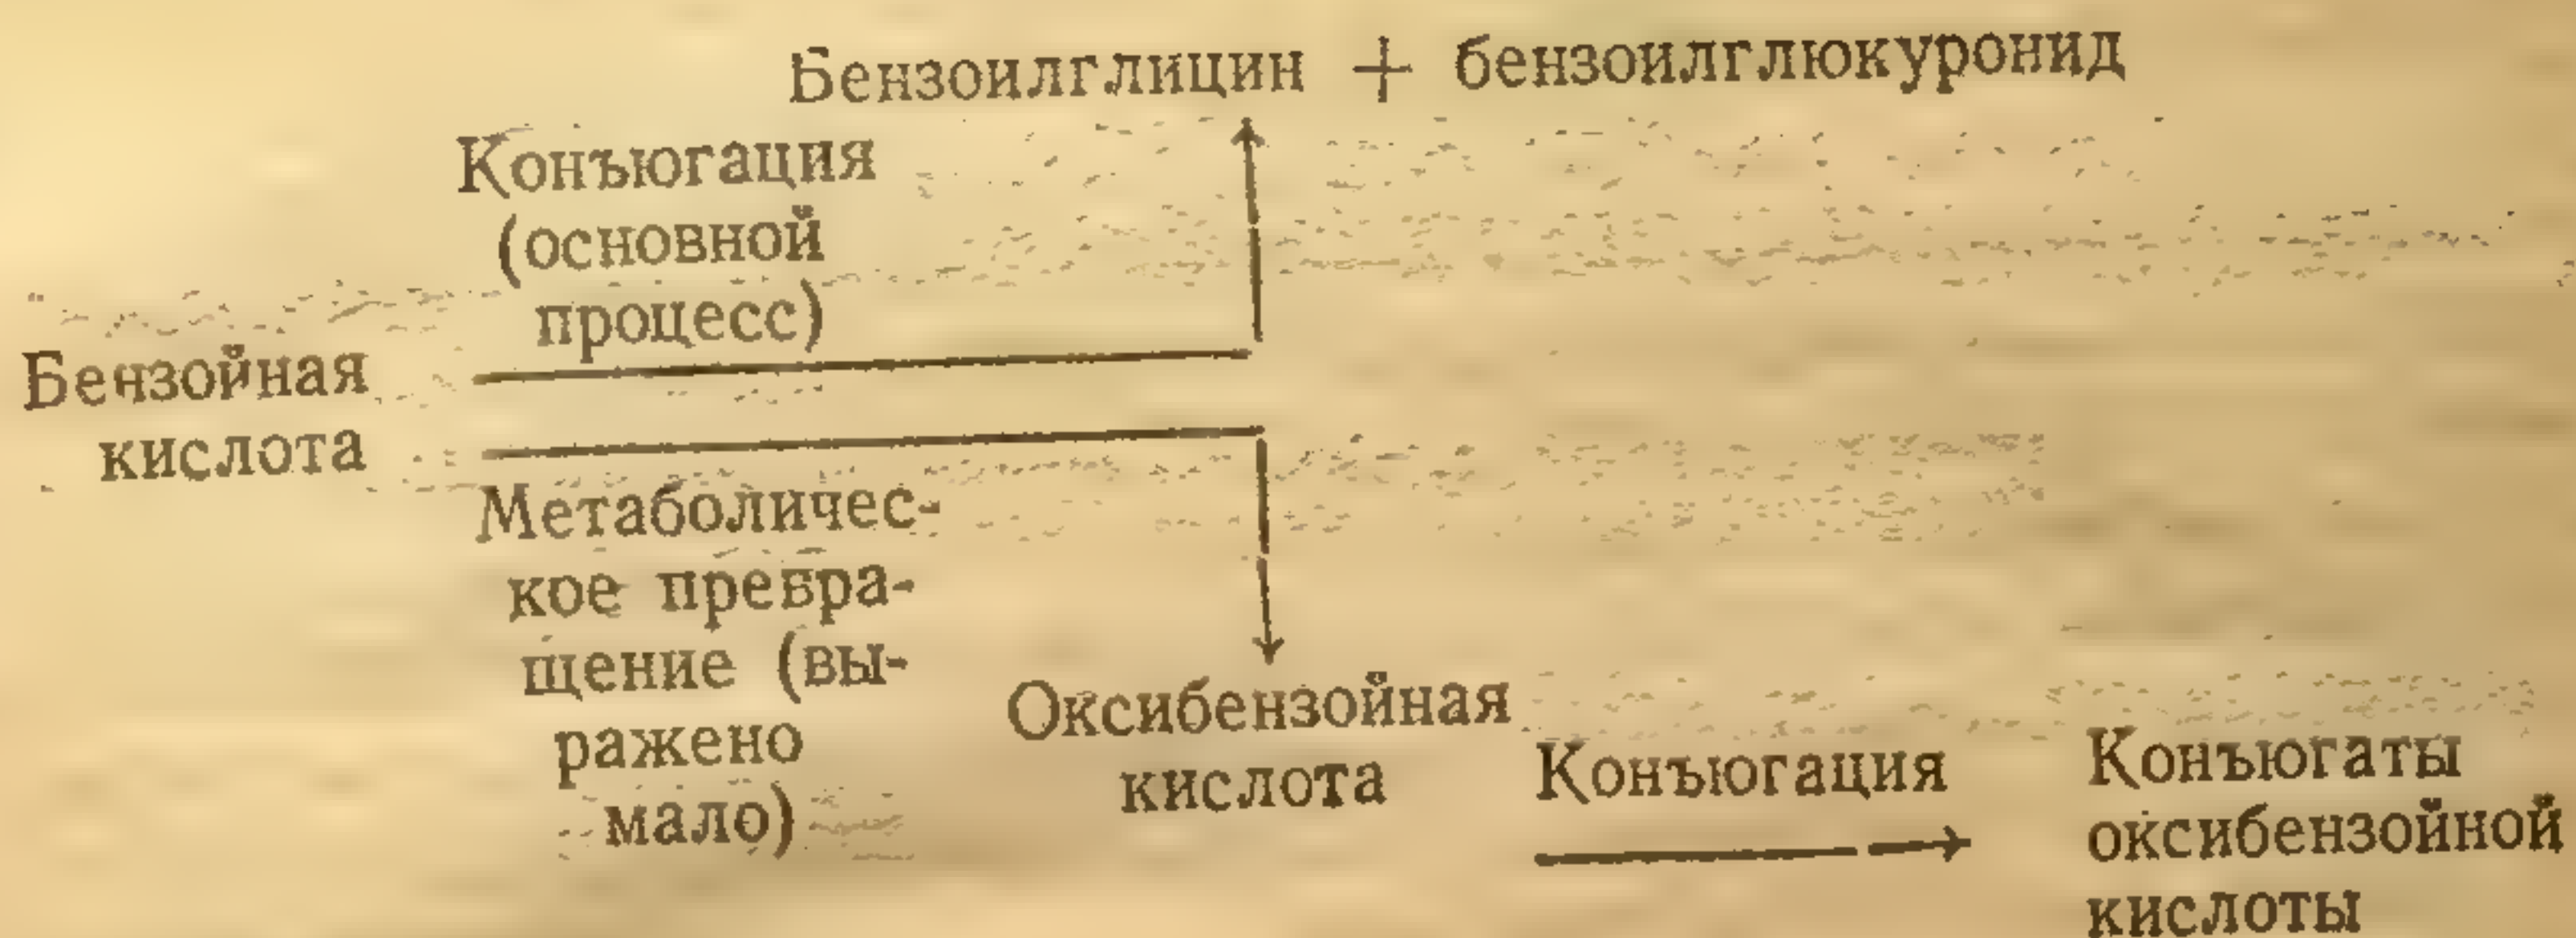 Бензоилглицин + бензоилглюкуронид
Конъюгация
(основной
процесс)
Бензойная
кислота
Метаболичес-
кое превра-
щение (вы-
ражено
мало)
Оксибензойная
кислота
Конъюгация
Конъюгаты
оксибензойной
кислоты